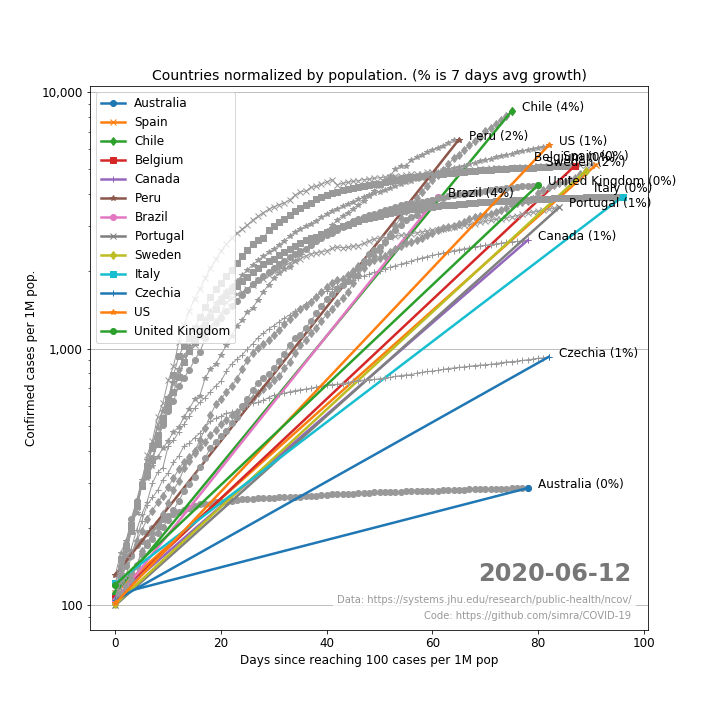 Countries normalized by population. (% is 7 days avg growth)
10,000
1,000
100
Confirmed cases per 1M pop.
Australia
Spain
Chile
Belgium
Canada
Peru
Brazil
Portugal
Sweden
Italy
Czechia
US
United Kingdom
Chile (4%)
Peru (2%)
US (1%)
Sweden (2%)
United Kingdom (0%)
Italy (0%)
Brazil (4%)
Portugal (1%)
Canada (1%)
Czechia (1%)
Australia (0%)
2020-06-12
Data: https://systems.jhu.edu/research/public-health/ncov/
Code: https://github.com/simra/COVID-19
0
20
40
60
80
100
Days since reaching 100 cases per 1M pop